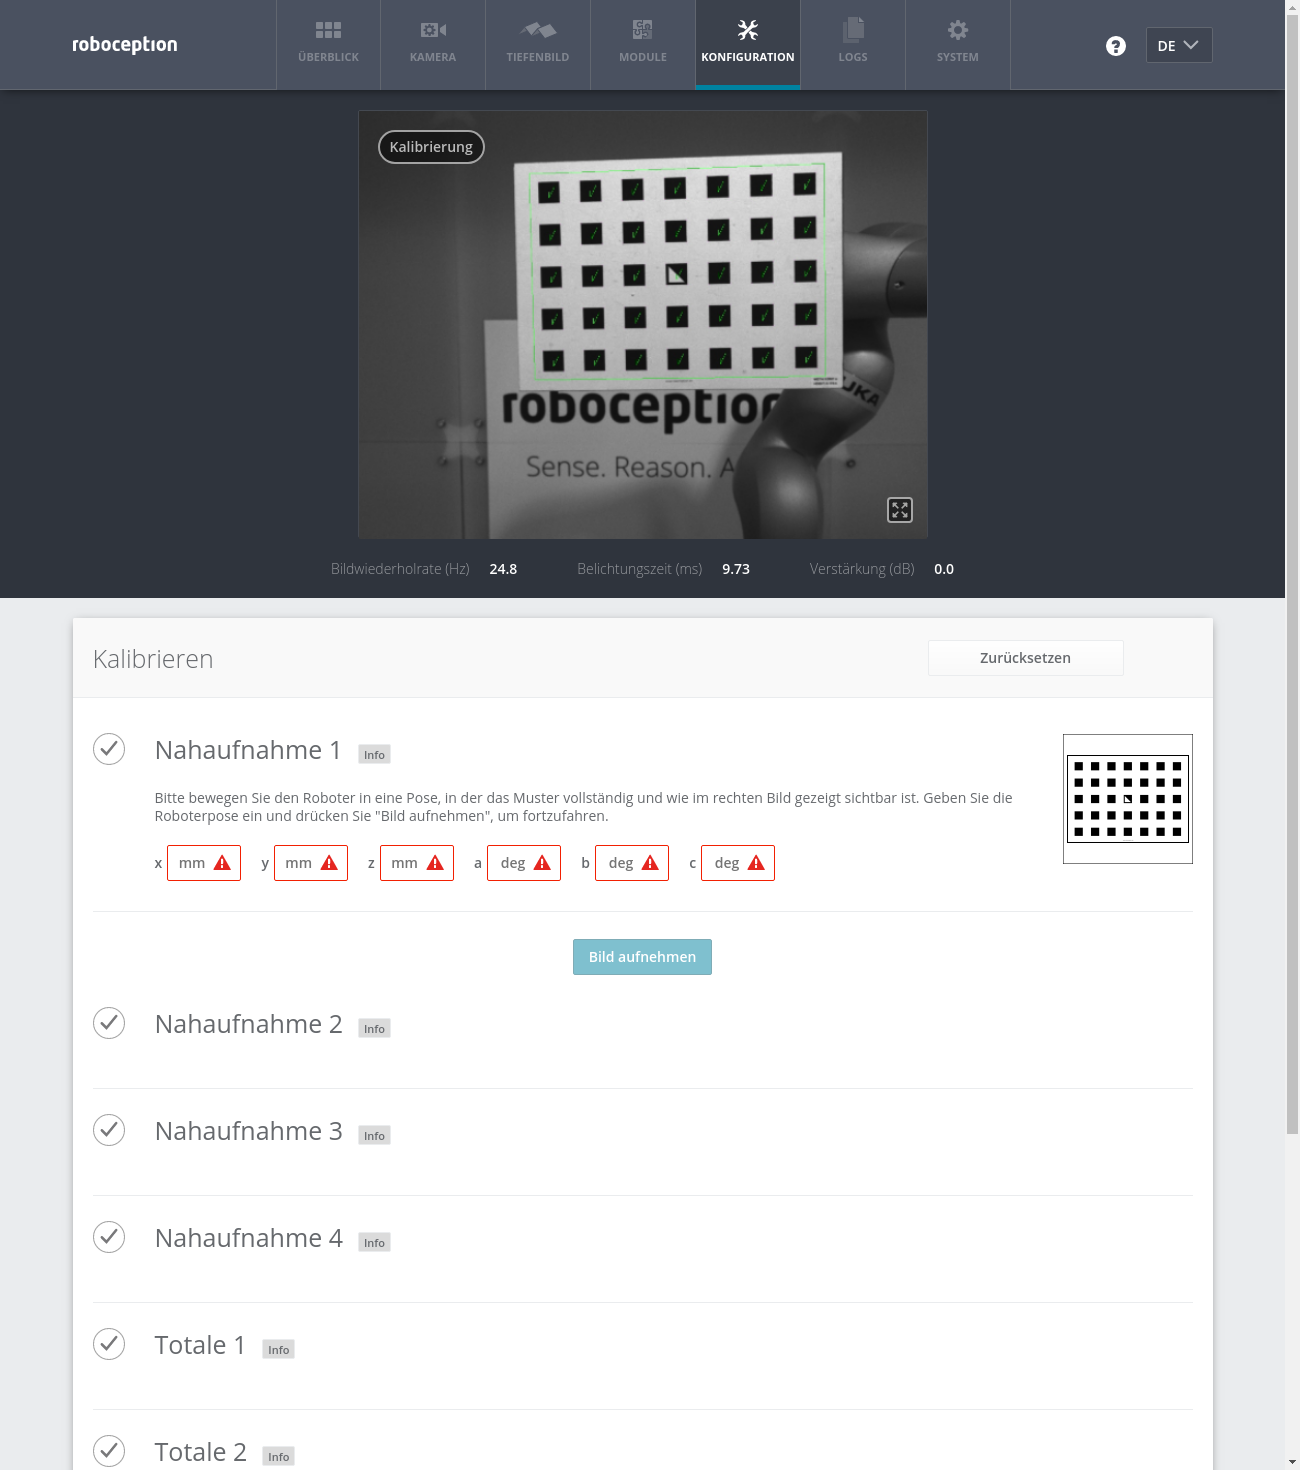 roboception
ÜBERBLICK
KAMERA
TIEFENBILD
MODULE
KONFIGURATION
LOGS
SYSTEM
?
DE
Kalibrierung
KUKA
roboception
Sense. Reason. A
Bildwiederholrate (Hz) 24.8 Belichtungszeit (ms) 9.73 Verstärkung (dB) 0.0
Kalibrieren
Zurücksetzen
Nahaufnahme 1 Info
Bitte bewegen Sie den Roboter in eine Pose, in der das Muster vollständig und wie im rechten Bild gezeigt sichtbar ist. Geben Sie die
Roboterpose ein und drücken Sie "Bild aufnehmen", um fortzufahren.
x mm y mm z mm a deg b deg c deg
Bild aufnehmen
Nahaufnahme 2 Info
Nahaufnahme 3 Info
Nahaufnahme 4 Info
Totale 1 Info
Totale 2 Info